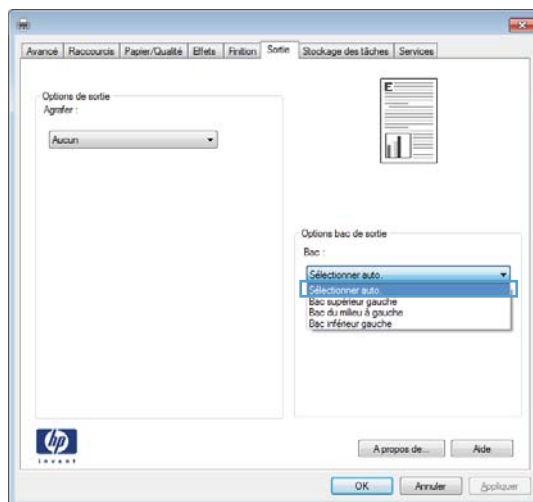 Avancé Raccourcis Papier/Qualité Effets Finition Sortie Stockage des tâches Services
Options de sortie
Agrafer :
Aucun
E
Options bac de sortie
Bac :
Sélectionner auto.
Sélectionner auto.
Bac supérieur gauche
Bac du milieu à gauche
Bac inférieur gauche
hp
invent
A propos de... Aide
OK Annuler Appliquer